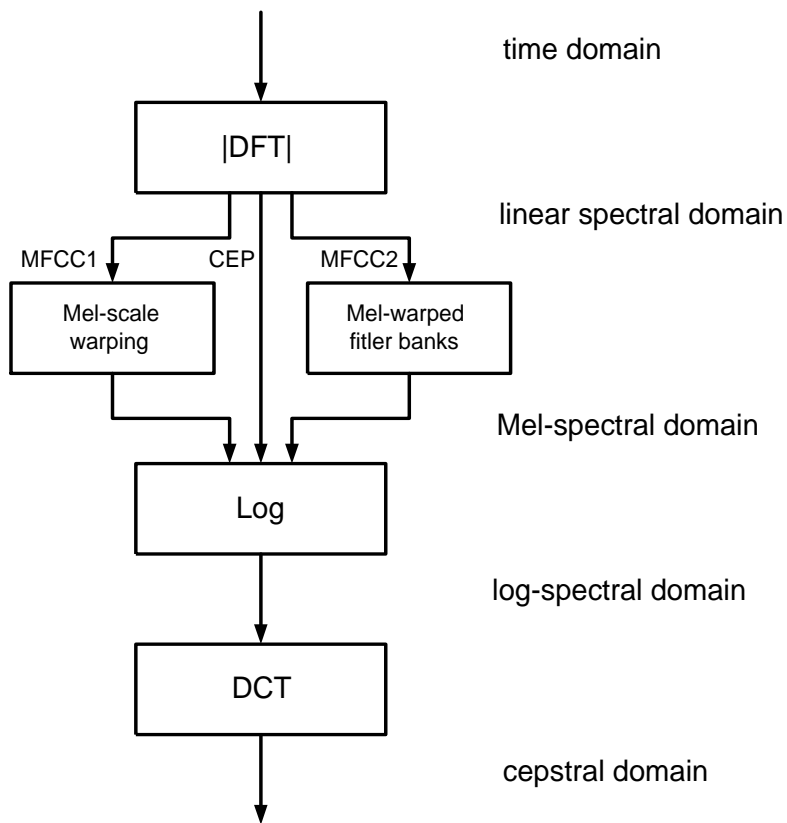 time domain
|DFT|
linear spectral domain
MFCC1
CEP
MFCC2
Mel-scale
warping
Mel-warped
fitler banks
Mel-spectral domain
Log
log-spectral domain
DCT
cepstral domain